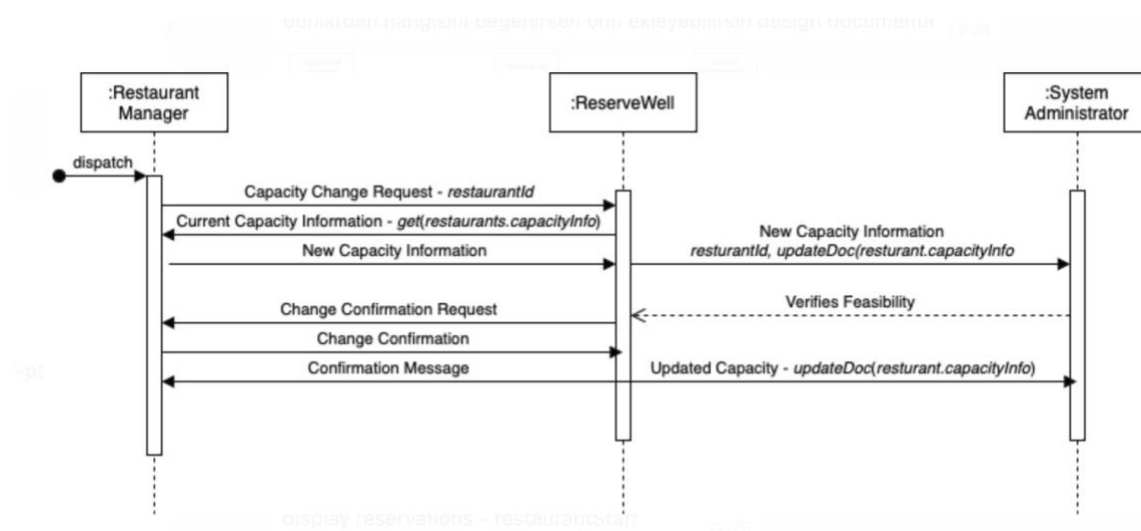 bunlardan hangisini beğenirsen onu ekleyebilirsin design documenta
:Restaurant
Manager
:ReserveWell
:System
Administrator
dispatch
Capacity Change Request - restaurantId
Current Capacity Information - get(restaurants.capacityInfo)
New Capacity Information
New Capacity Information
resturantId, updateDoc(resturant.capacityInfo
Change Confirmation Request
Verifies Feasibility
Change Confirmation
Confirmation Message
Updated Capacity - updateDoc(resturant.capacityInfo)
display reservations - restaurantStaff